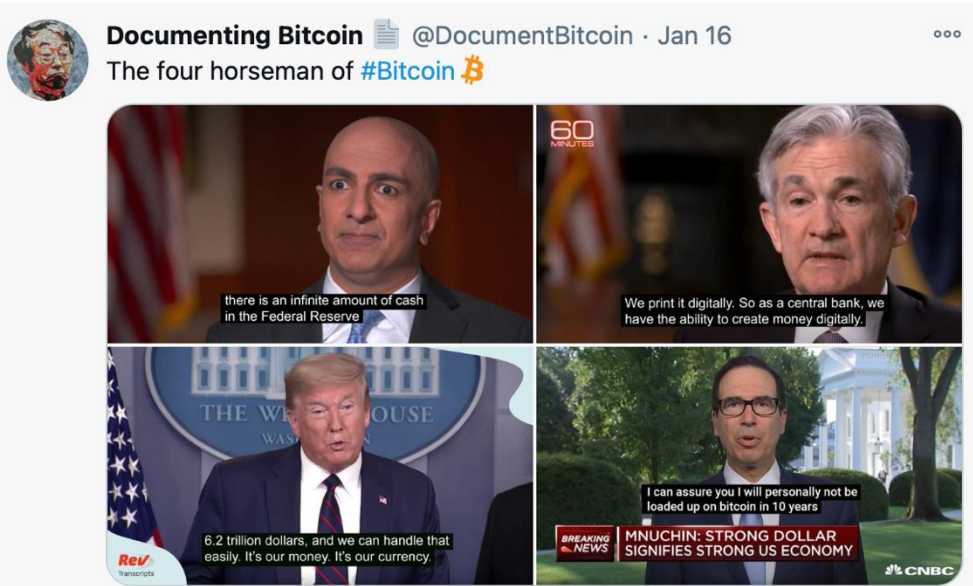 Documenting Bitcoin @DocumentBitcoin · Jan 16
The four horseman of #Bitcoin
60
MINUTES
there is an infinite amount of cash
in the Federal Reserve
We print it digitally. So as a central bank, we
have the ability to create money digitally.
THE WHOUSE
WAS N
6.2 trillion dollars, and we can handle that
easily. It's our money. It's our currency.
Rev
Transcripts
I can assure you I will personally not be
loaded up on bitcoin in 10 years
BREAKING
NEWS
MNUCHIN: STRONG DOLLAR
SIGNIFIES STRONG US ECONOMY
CNBC